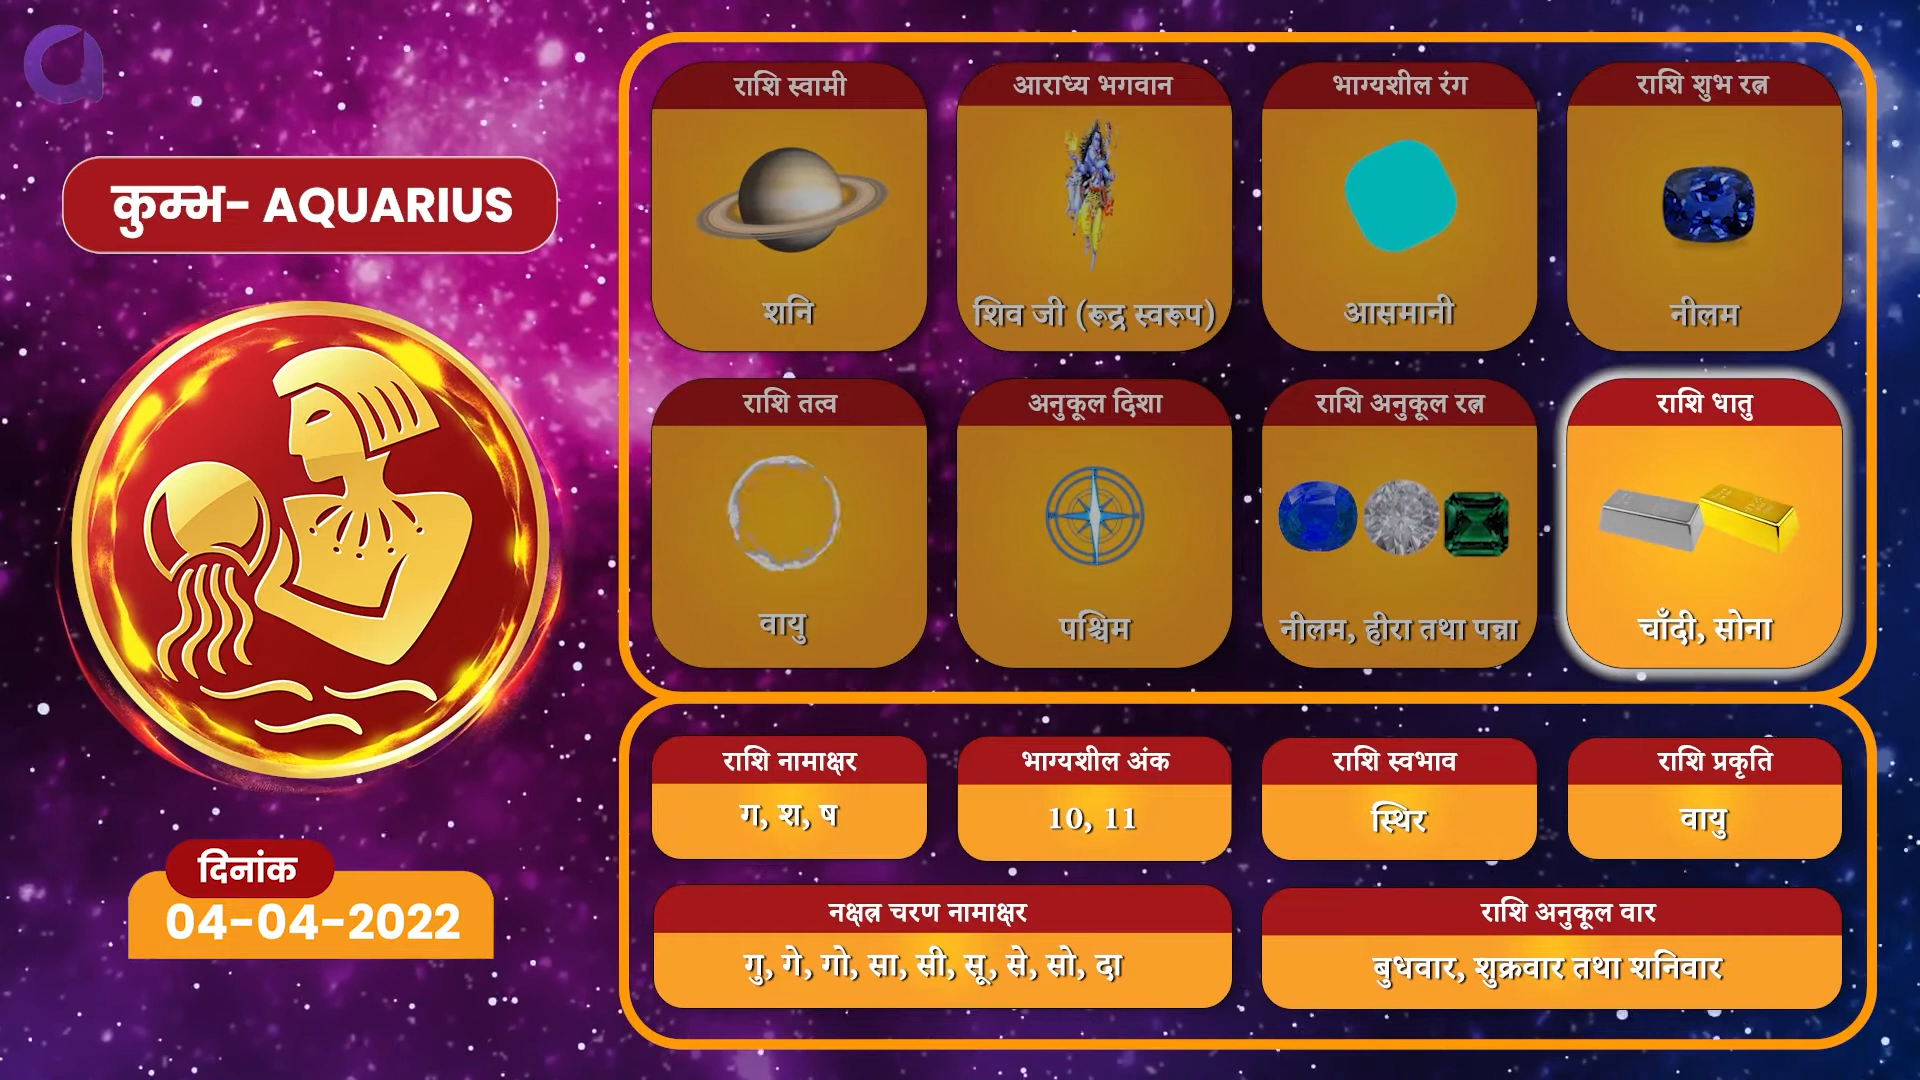 कुम्भ- AQUARIUS
दिनांक
04-04-2022
राशि स्वामी
शनि
आराध्य भगवान
शिव जी (रूद्र स्वरूप)
भाग्यशील रंग
आसमानी
राशि शुभ रत्न
नीलम
राशि तत्व
वायु
अनुकूल दिशा
पश्चिम
राशि अनुकूल रत्न
नीलम, हीरा तथा पन्ना
राशि धातु
चाँदी, सोना
राशि नामाक्षर
ग, श, ष
भाग्यशील अंक
10, 11
राशि स्वभाव
स्थिर
राशि प्रकृति
वायु
नक्षत्र चरण नामाक्षर
गु, गे, गो, सा, सी, सू, से, सो, दा
राशि अनुकूल वार
बुधवार, शुक्रवार तथा शनिवार